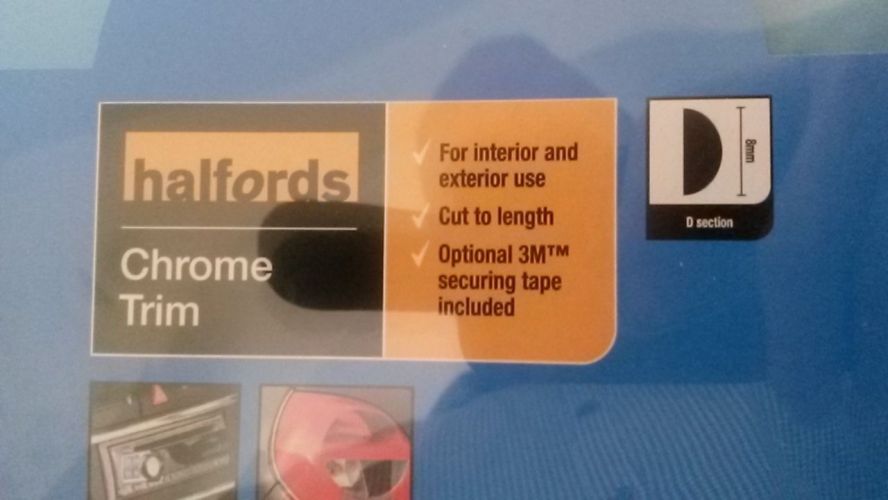 halfords
Chrome
Trim
For interior and
exterior use
Cut to length
Optional 3M™
securing tape
included
8mm
D section